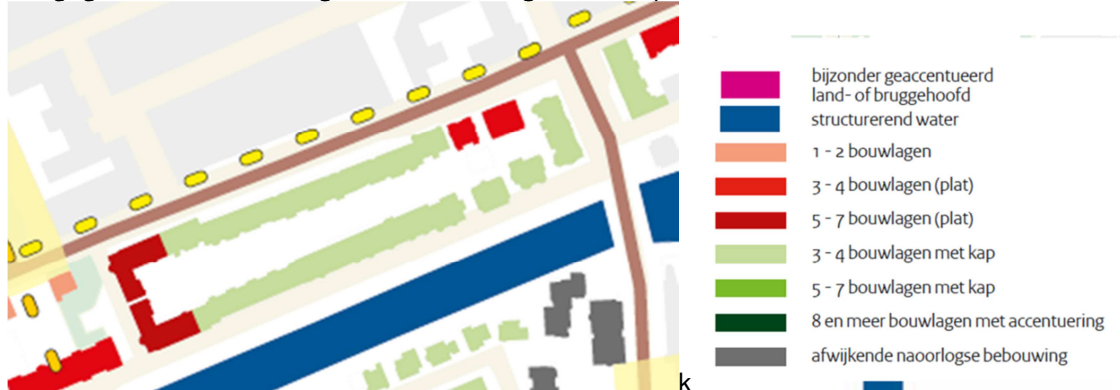 bijzonder geaccentueerd
land- of bruggehoofd
structurerend water
1 - 2 bouwlagen
3 - 4 bouwlagen (plat)
5 - 7 bouwlagen (plat)
3 - 4 bouwlagen met kap
5 - 7 bouwlagen met kap
8 en meer bouwlagen met accentuering
afwijkende naoorlogse bebouwing
k